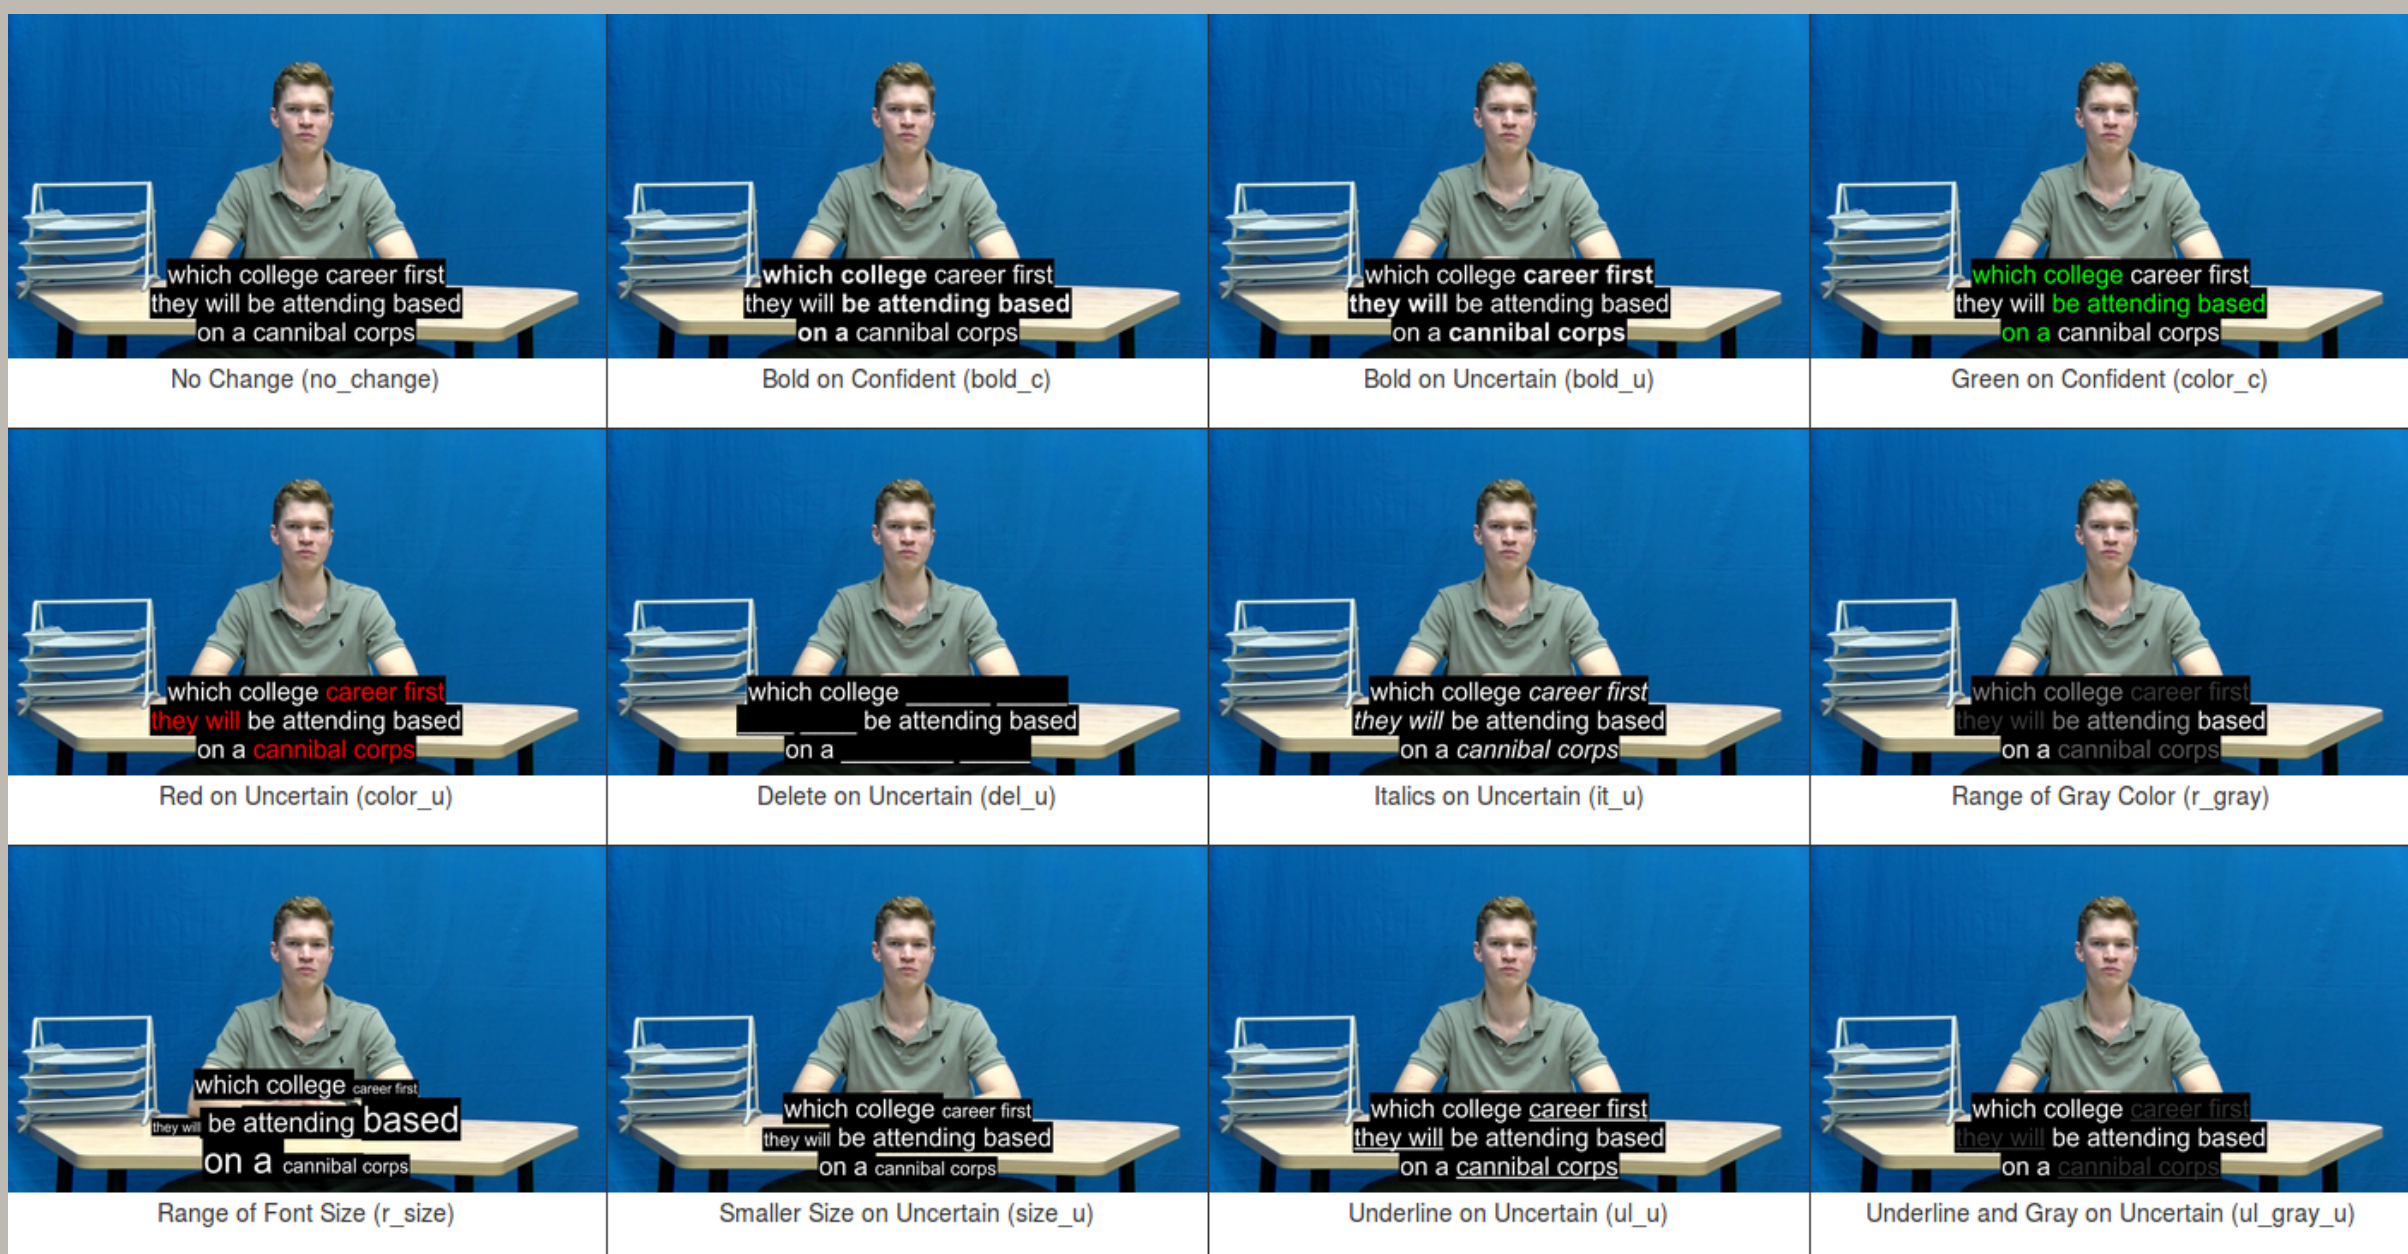 which college career first
they will be attending based
on a cannibal corps
No Change (no_change)
which college career first
they will be attending based
on a cannibal corps
Bold on Confident (bold_c)
which college career first
they will be attending based
on a cannibal corps
Bold on Uncertain (bold_u)
which college career first
they will be attending based
on a cannibal corps
Green on Confident (color_c)
which college career first
they will be attending based
on a cannibal corps
Red on Uncertain (color_u)
which college ______ ______
____ ____ be attending based
on a ________ _____
Delete on Uncertain (del_u)
which college career first
they will be attending based
on a cannibal corps
Italics on Uncertain (it_u)
which college career first
they will be attending based
on a cannibal corps
Range of Gray Color (r_gray)
which college career first
they will be attending based
on a cannibal corps
Range of Font Size (r_size)
which college career first
they will be attending based
on a cannibal corps
Smaller Size on Uncertain (size_u)
which college career first
they will be attending based
on a cannibal corps
Underline on Uncertain (ul_u)
which college career first
they will be attending based
on a cannibal corps
Underline and Gray on Uncertain (ul_gray_u)